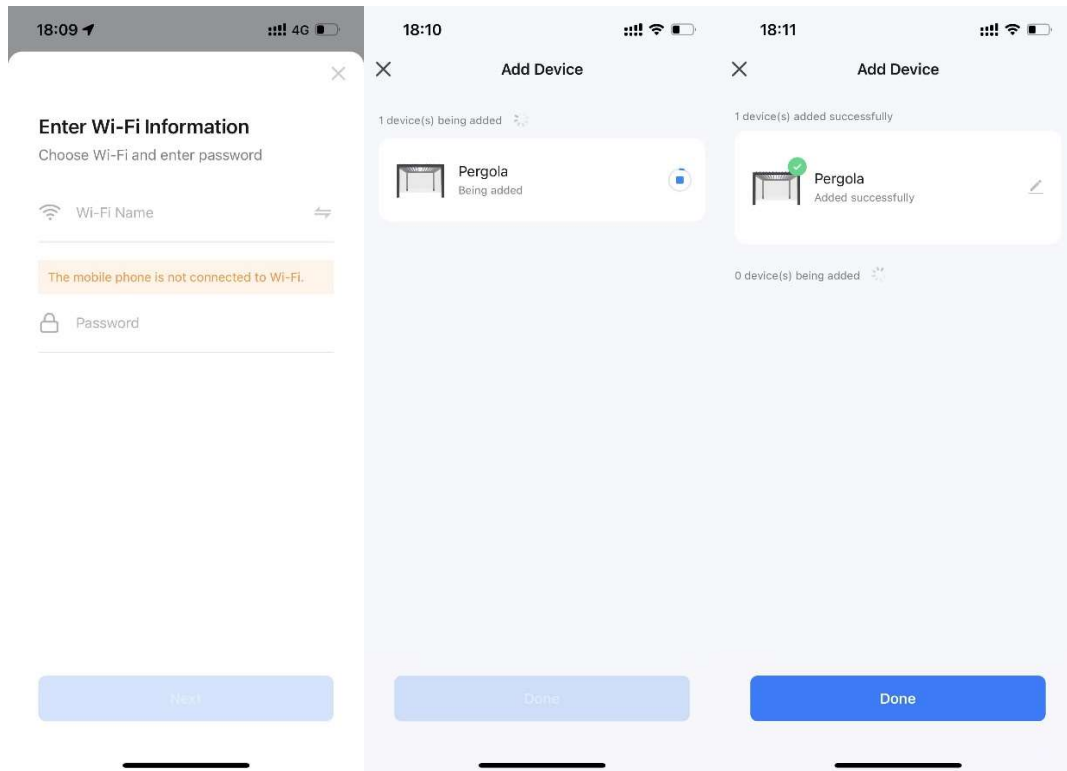 18:09
4G
Enter Wi-Fi Information
Choose Wi-Fi and enter password
Wi-Fi Name
The mobile phone is not connected to Wi-Fi.
Password
Next
18:10
Add Device
1 device(s) being added
Pergola
Being added
Done
18:11
Add Device
1 device(s) added successfully
Pergola
Added successfully
0 device(s) being added
Done